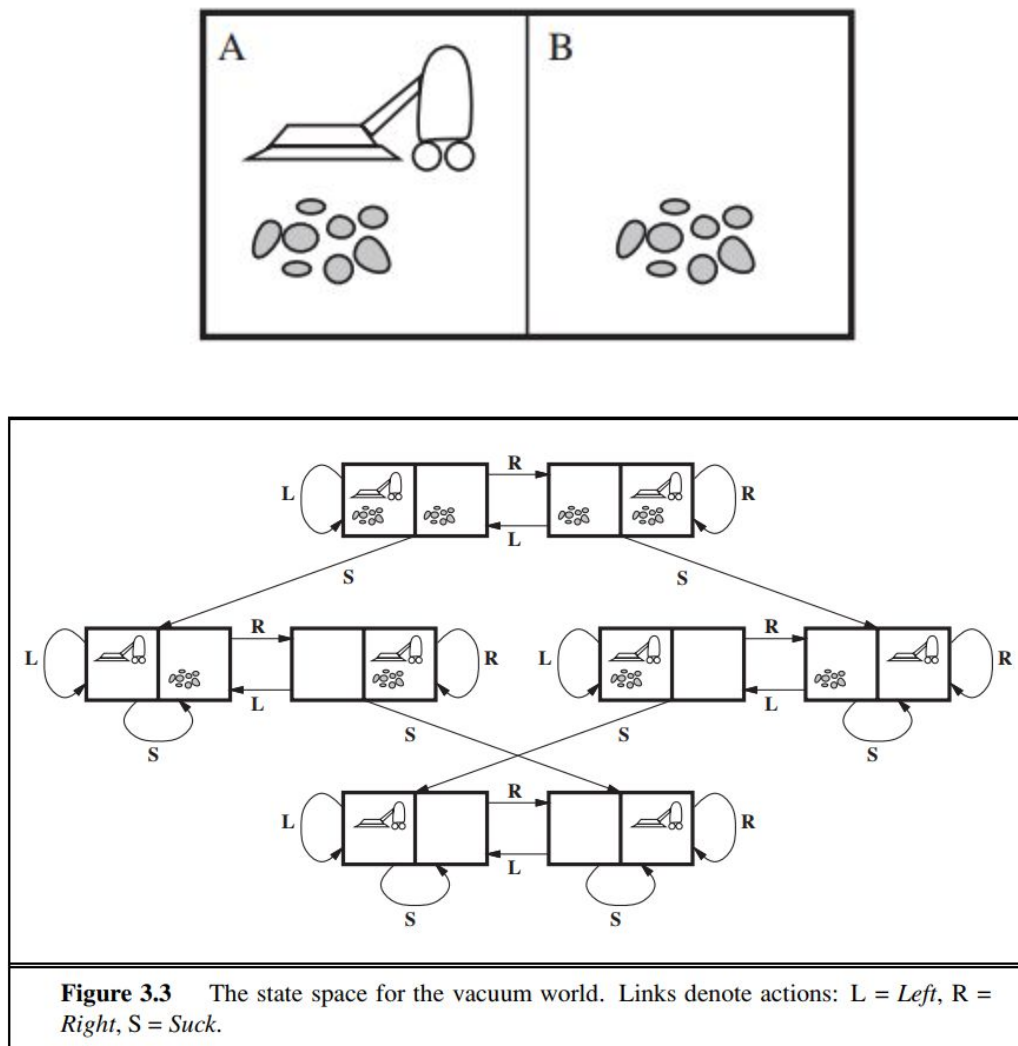 A B
R
L R
L
S S
R R
L R L R
L L
S S
S S
R
L R
L
S S
Figure 3.3 The state space for the vacuum world. Links denote actions: L = Left, R =
Right, S = Suck.